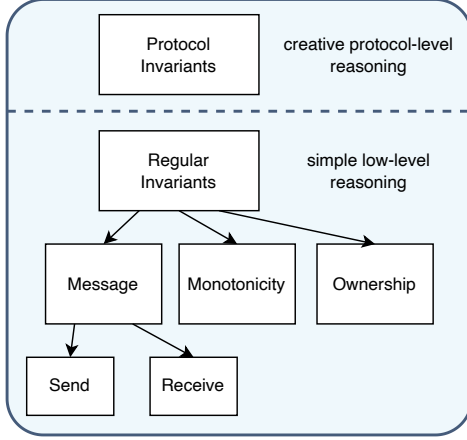 Protocol
Invariants
creative protocol-level
reasoning
Regular
Invariants
simple low-level
reasoning
Message
Monotonicity
Ownership
Send
Receive